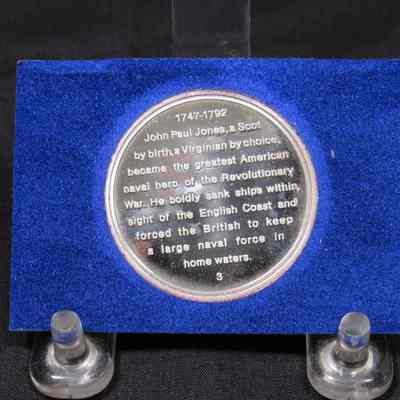 1747-1792
John Paul Jones, a Scot
by birth, a Virginian by choice,
became the greatest American
naval hero of the Revolutionary
War. He boldly sank ships within
sight of the English Coast and
forced the British to keep
a large naval force in
home waters.
3